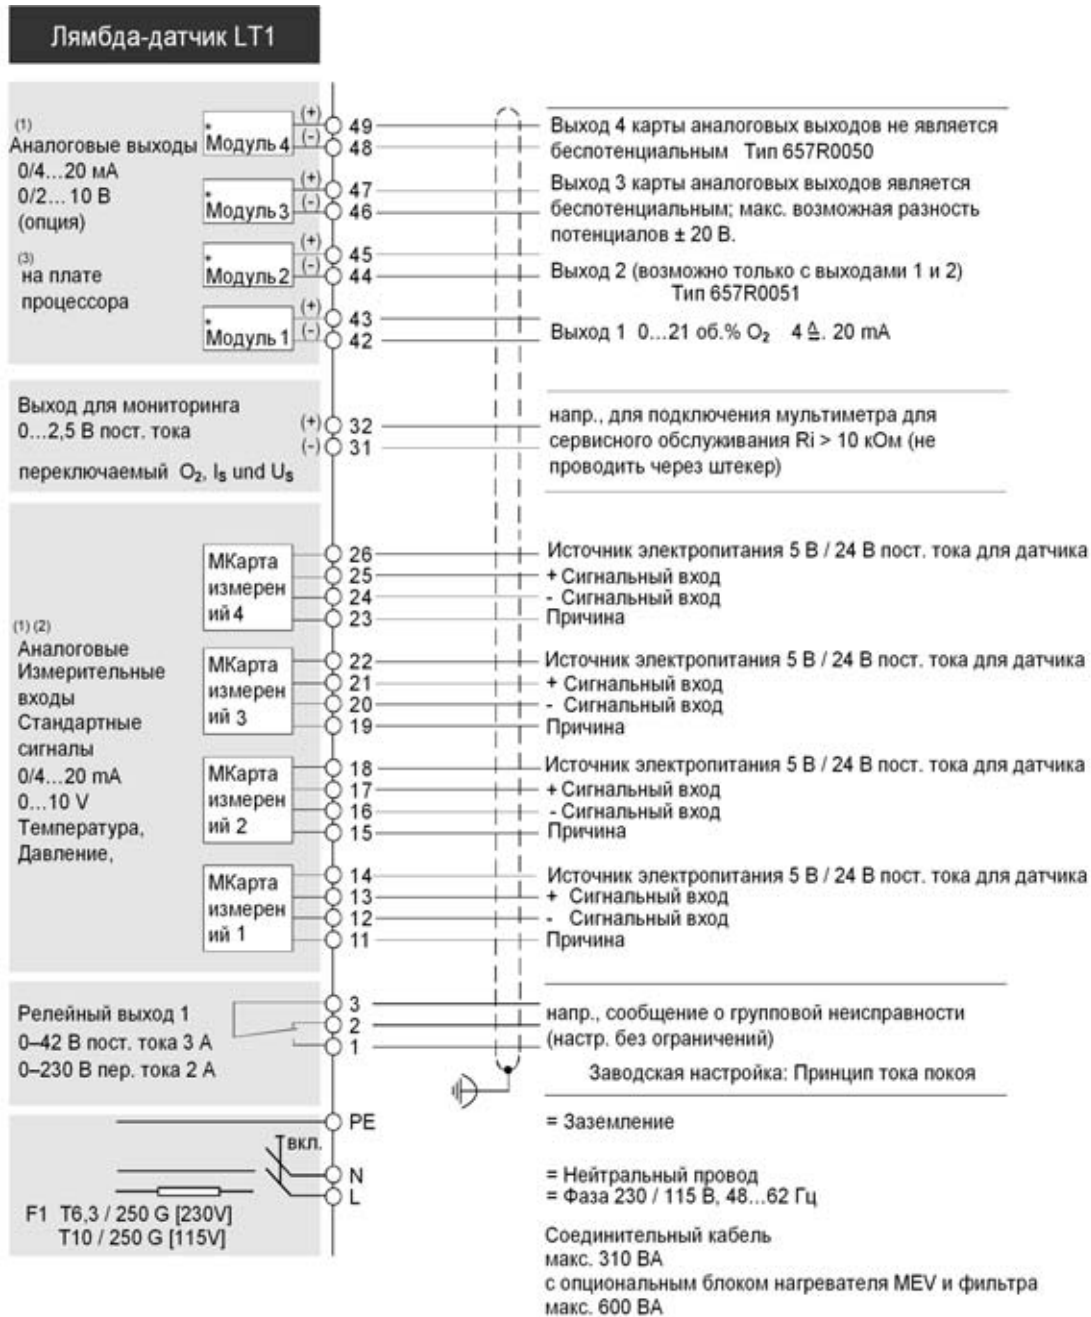 Лямбда-датчик LT1
(1)
Аналоговые выходы
0/4...20 мА
0/2... 10 В
(опция)
(3)
на плате
процессора
* Модуль 4 (+) 49
(-) 48
* Модуль 3 (+) 47
(-) 46
* Модуль 2 (+) 45
(-) 44
* Модуль 1 (+) 43
(-) 42
Выход 4 карты аналоговых выходов не является
беспотенциальным Тип 657R0050
Выход 3 карты аналоговых выходов является
беспотенциальным; макс. возможная разность
потенциалов ± 20 В.
Выход 2 (возможно только с выходами 1 и 2)
Тип 657R0051
Выход 1 0...21 об.% O₂ 4 ≙. 20 mA
Выход для мониторинга
0...2,5 В пост. тока
переключаемый O₂, Is und Us
(+) 32
(-) 31
напр., для подключения мультиметра для
сервисного обслуживания Ri > 10 кОм (не
проводить через штекер)
(1) (2)
Аналоговые
Измерительные
входы
Стандартные
сигналы
0/4...20 mA
0...10 V
Температура,
Давление,
МКарта
измерен
ий 4
26 Источник электропитания 5 В / 24 В пост. тока для датчика
25 + Сигнальный вход
24 - Сигнальный вход
23 Причина
МКарта
измерен
ий 3
22 Источник электропитания 5 В / 24 В пост. тока для датчика
21 + Сигнальный вход
20 - Сигнальный вход
19 Причина
МКарта
измерен
ий 2
18 Источник электропитания 5 В / 24 В пост. тока для датчика
17 + Сигнальный вход
16 - Сигнальный вход
15 Причина
МКарта
измерен
ий 1
14 Источник электропитания 5 В / 24 В пост. тока для датчика
13 + Сигнальный вход
12 - Сигнальный вход
11 Причина
Релейный выход 1
0–42 В пост. тока 3 А
0–230 В пер. тока 2 А
3
2
1
напр., сообщение о групповой неисправности
(настр. без ограничений)
Заводская настройка: Принцип тока покоя
PE = Заземление
вкл.
N = Нейтральный провод
L = Фаза 230 / 115 В, 48...62 Гц
F1 T6,3 / 250 G [230V]
T10 / 250 G [115V]
Соединительный кабель
макс. 310 ВА
с опциональным блоком нагревателя MEV и фильтра
макс. 600 ВА